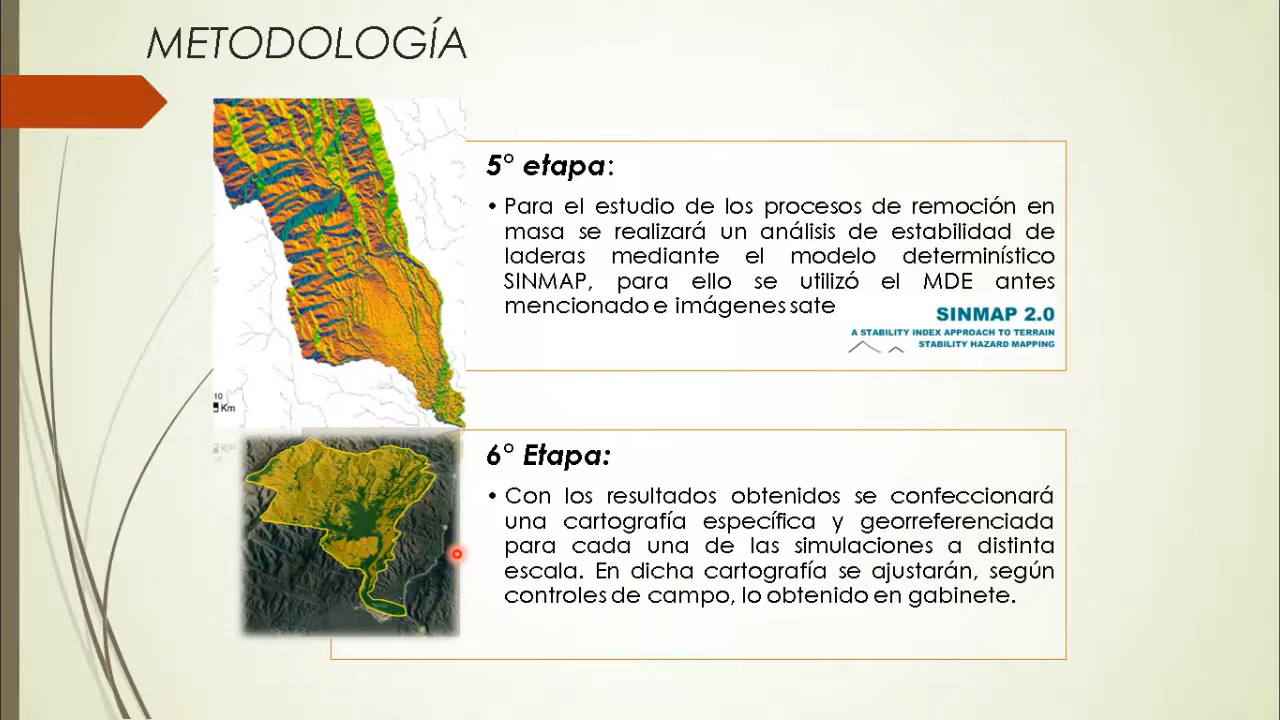 METODOLOGÍA
5° etapa:
• Para el estudio de los procesos de remoción en
masa se realizará un análisis de estabilidad de
laderas mediante el modelo determinístico
SINMAP, para ello se utilizó el MDE antes
mencionado e imágenes sate
SINMAP 2.0
A STABILITY INDEX APPROACH TO TERRAIN
STABILITY HAZARD MAPPING
10
Km
6° Etapa:
• Con los resultados obtenidos se confeccionará
una cartografía específica y georreferenciada
para cada una de las simulaciones a distinta
escala. En dicha cartografía se ajustarán, según
controles de campo, lo obtenido en gabinete.